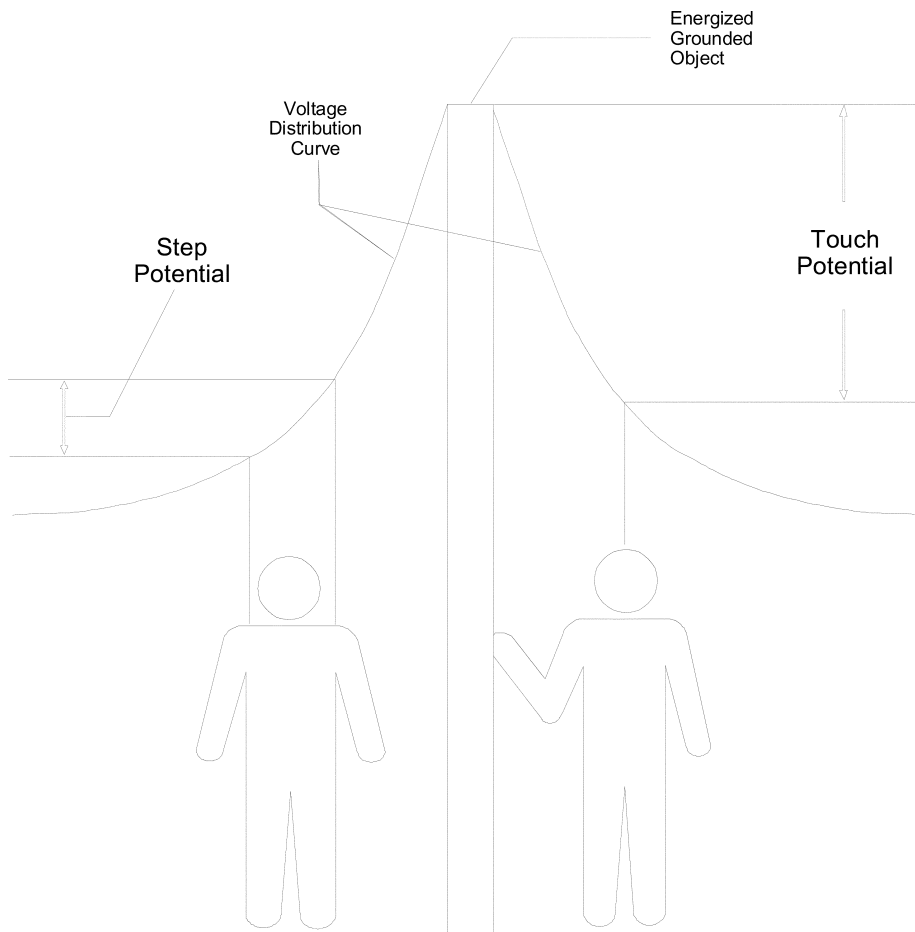 Energized
Grounded
Object
Voltage
Distribution
Curve
Step
Potential
Touch
Potential